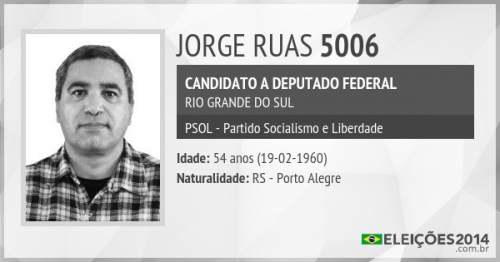 JORGE RUAS 5006
CANDIDATO A DEPUTADO FEDERAL
RIO GRANDE DO SUL
PSOL - Partido Socialismo e Liberdade
Idade: 54 anos (19-02-1960)
Naturalidade: RS - Porto Alegre
ELEIÇÕES2014
.com.br